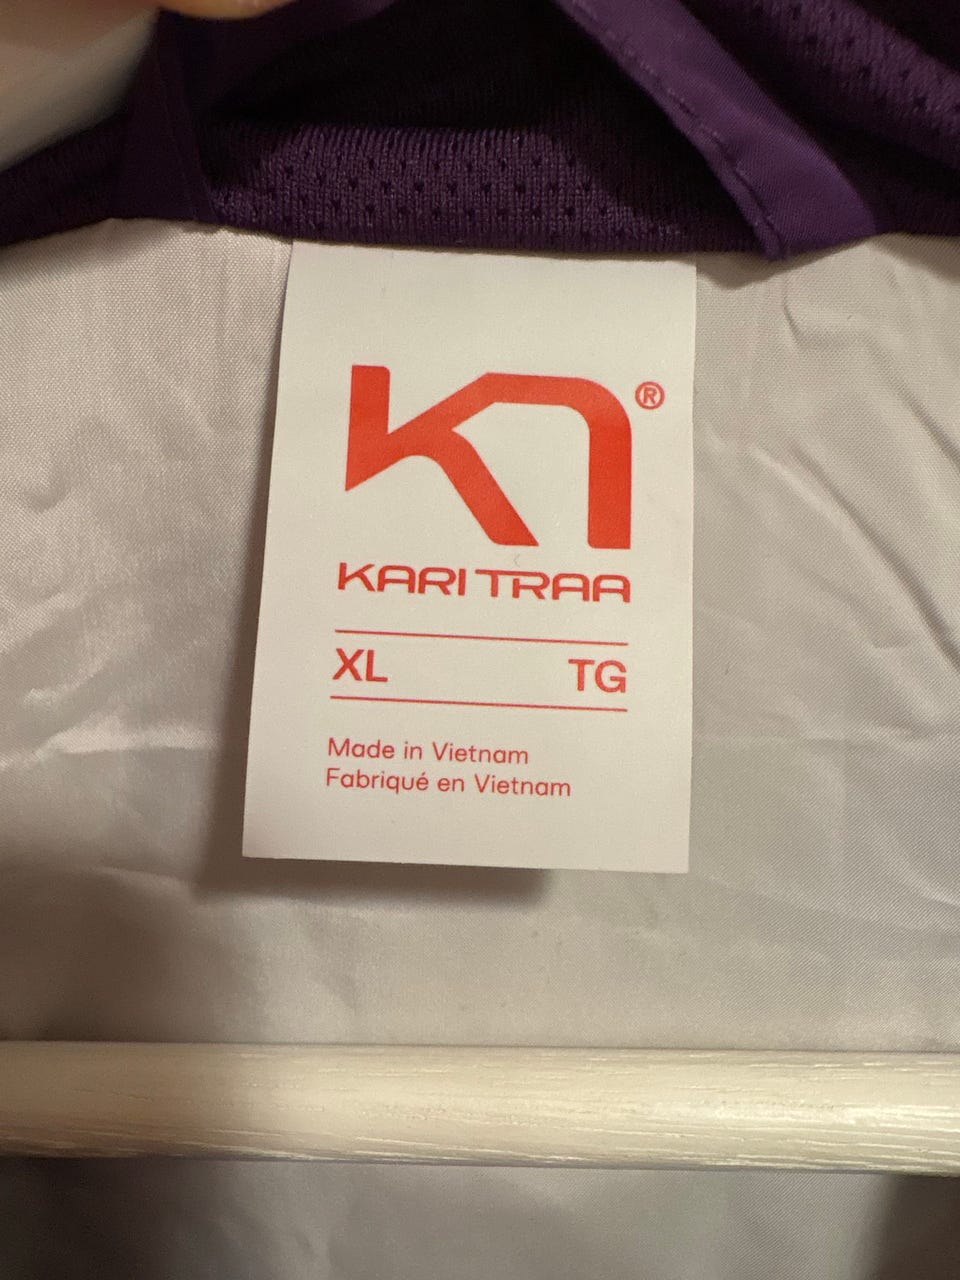 ®
KARI TRAA
XL TG
Made in Vietnam
Fabriqué en Vietnam